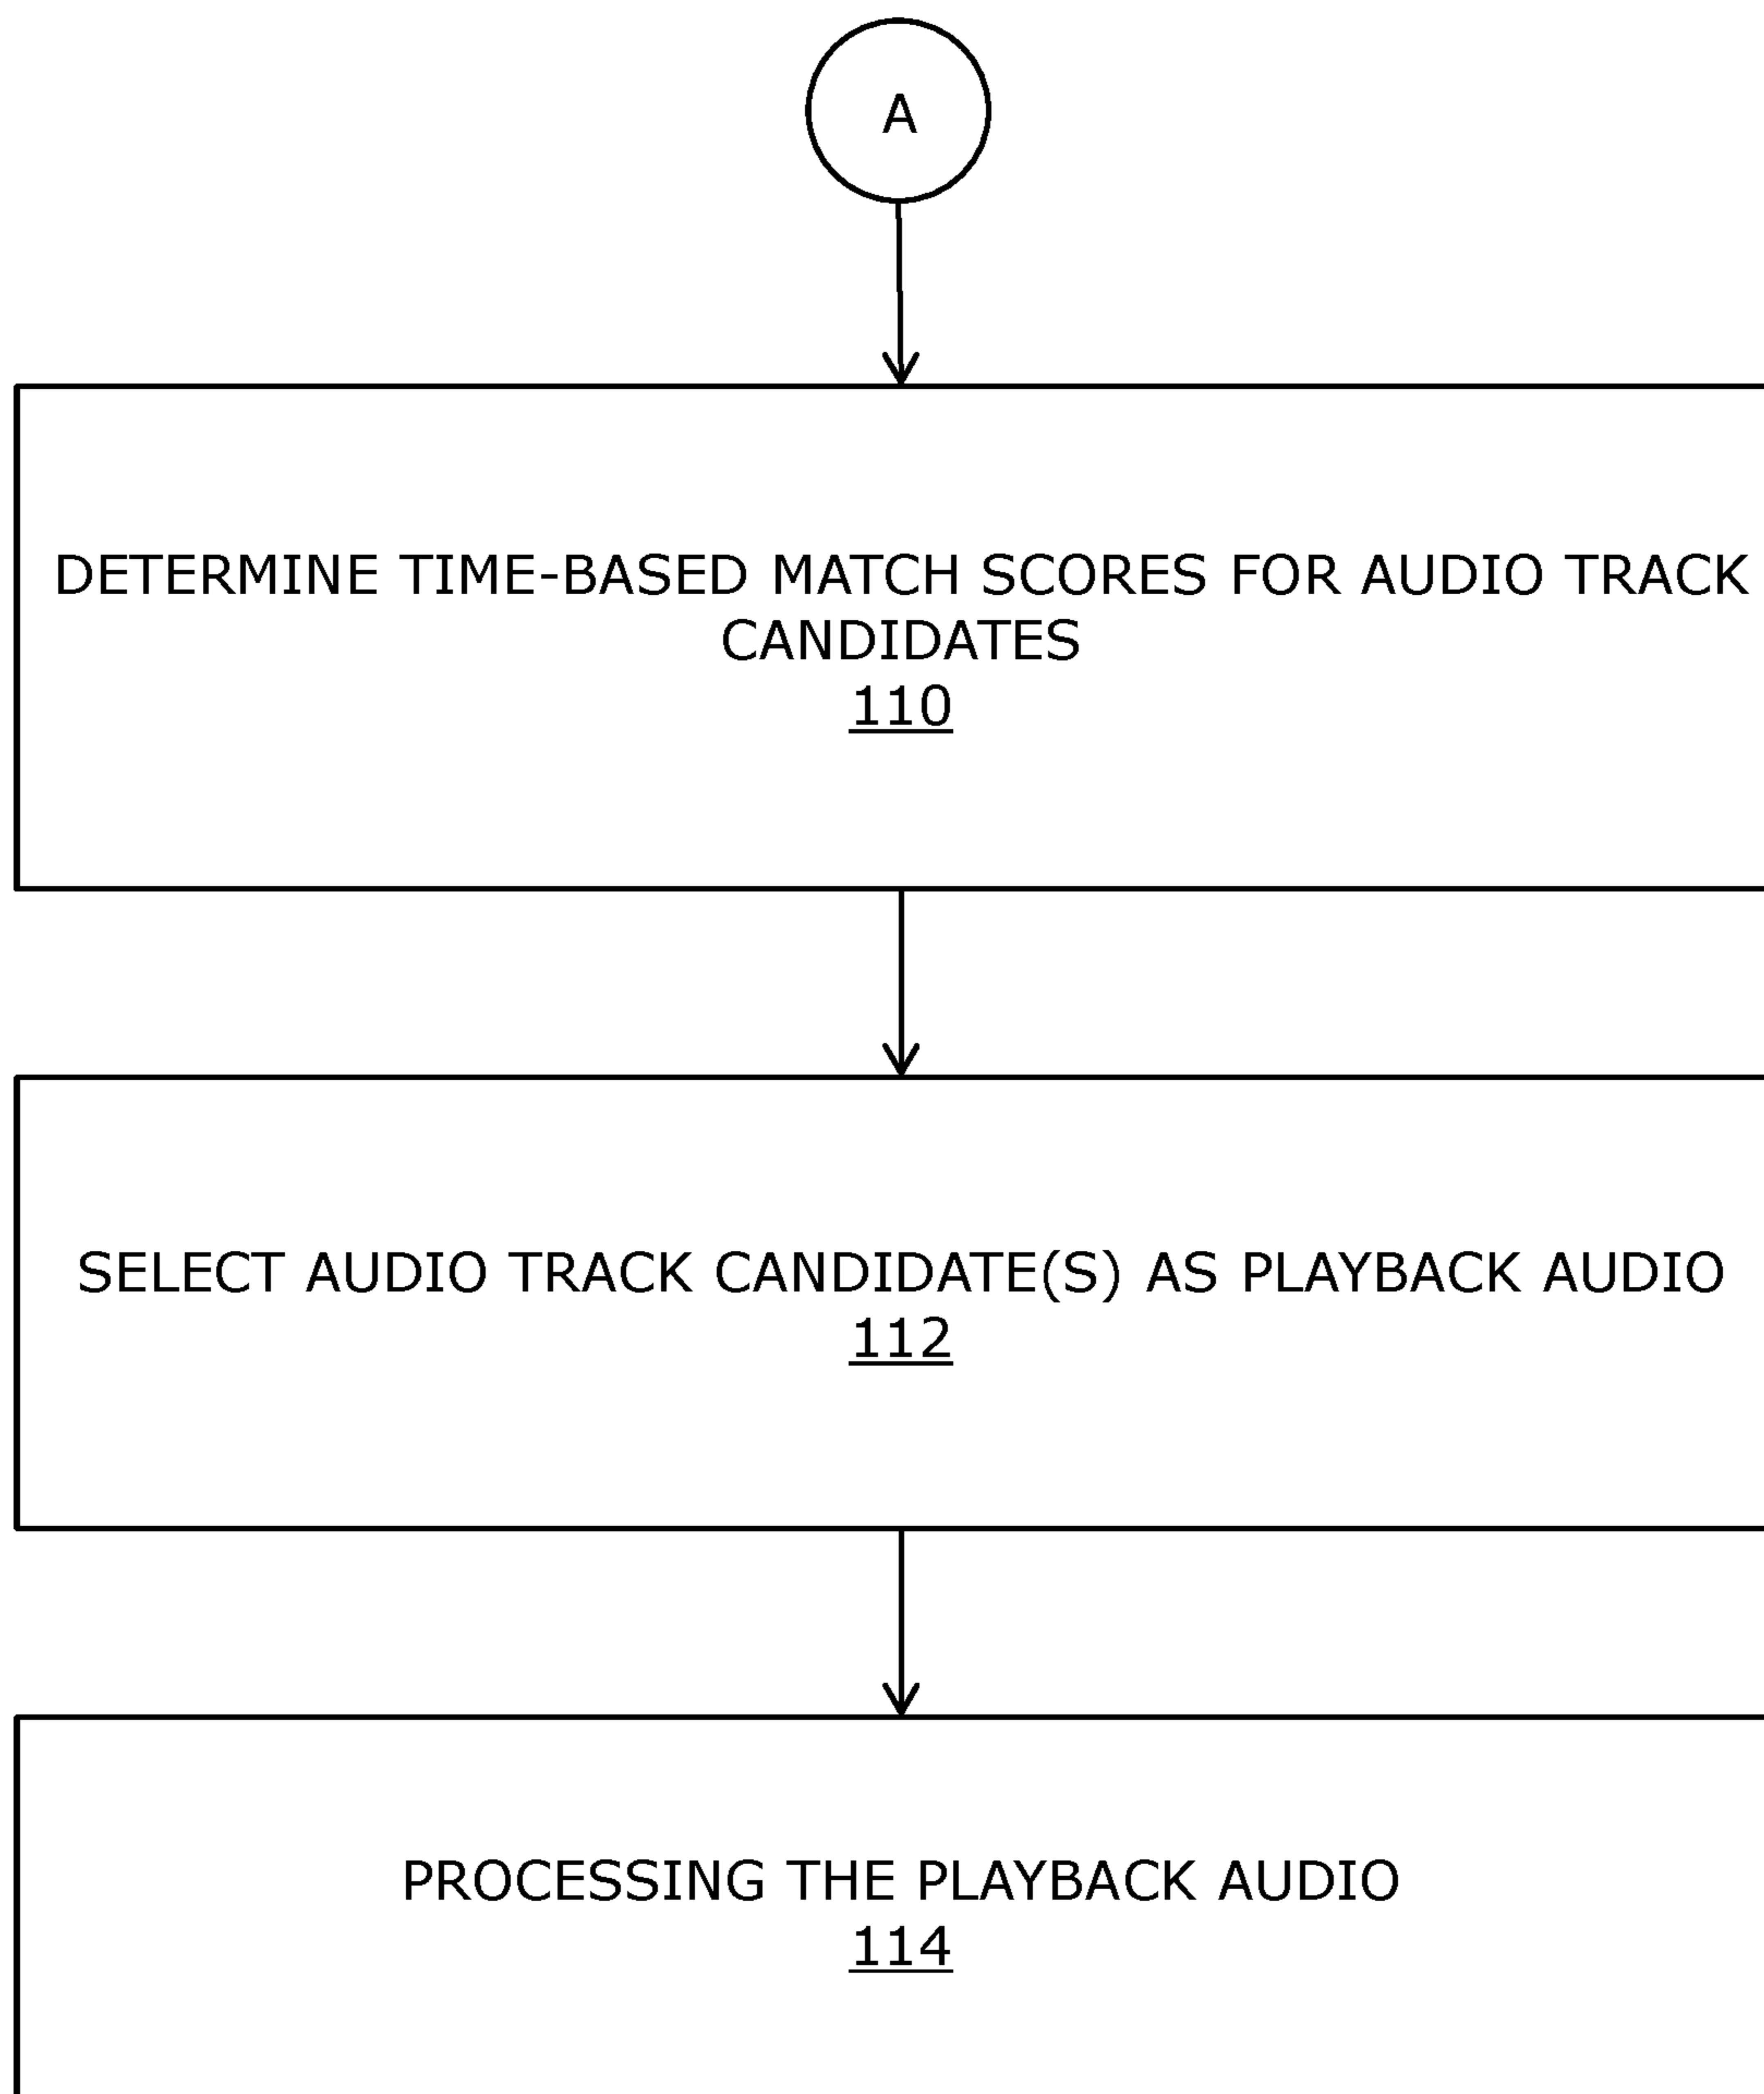 A
DETERMINE TIME-BASED MATCH SCORES FOR AUDIO TRACK
CANDIDATES
110
SELECT AUDIO TRACK CANDIDATE(S) AS PLAYBACK AUDIO
112
PROCESSING THE PLAYBACK AUDIO
114